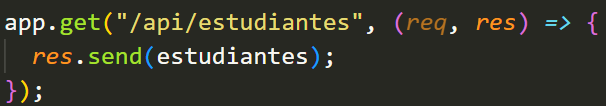 app.get("/api/estudiantes", (req, res) => {
  res.send(estudiantes);
});